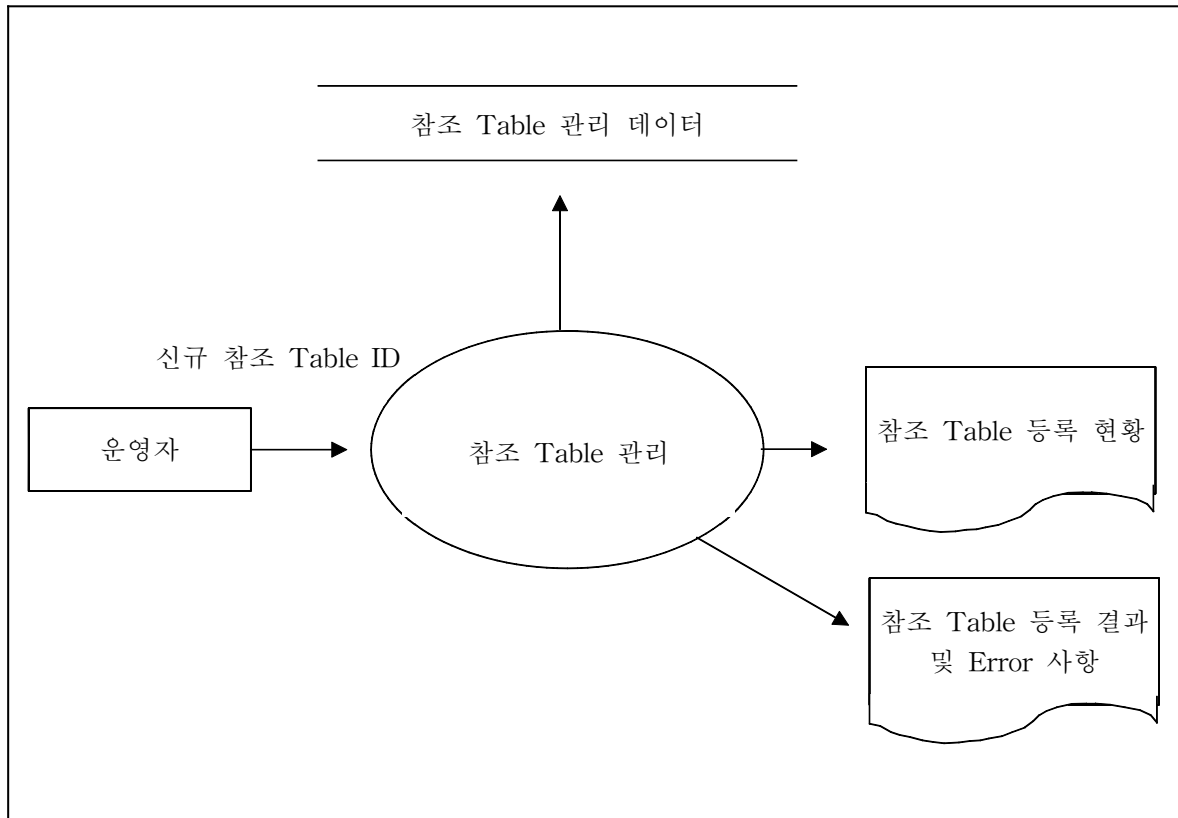 참조 Table 관리 데이터
신규 참조 Table ID
운영자
참조 Table 관리
참조 Table 등록 현황
참조 Table 등록 결과
및 Error 사항